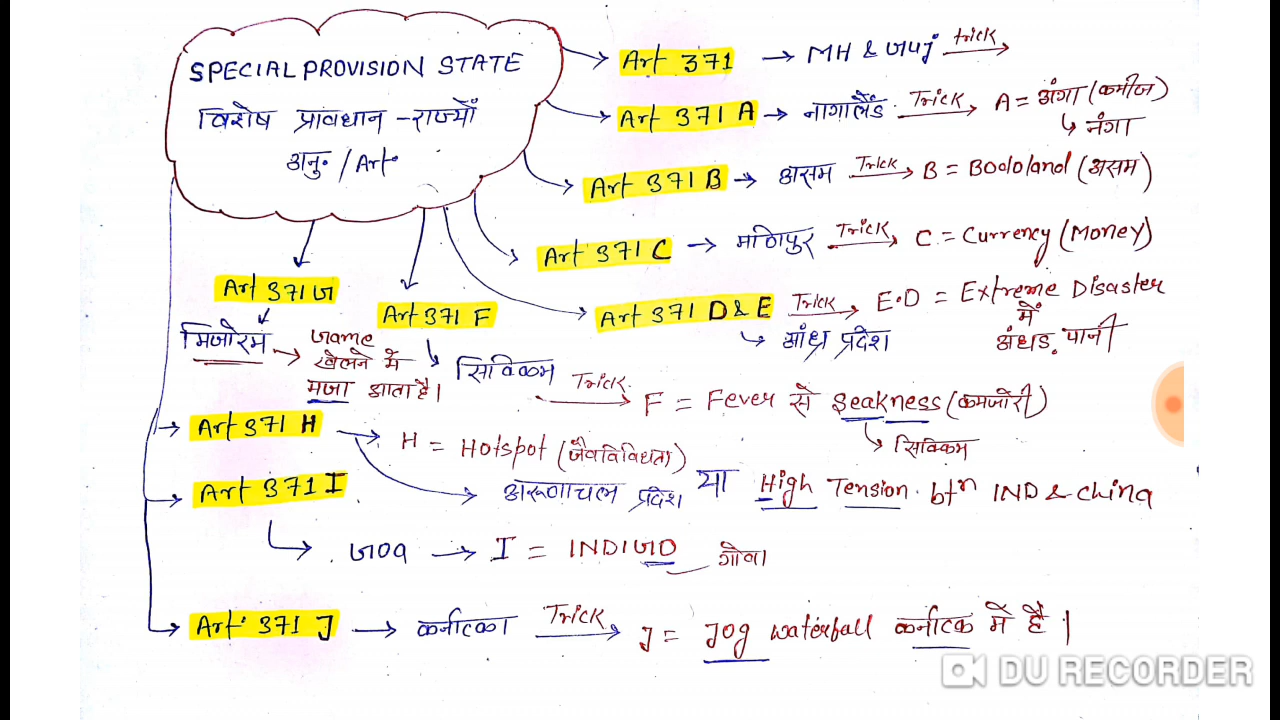 SPECIAL PROVISION STATE
विशेष प्रावधान - राज्यों
अनु॰ / Art.
Art 371 → MH & Guj trick →
Art 371 A → नागालैंड Trick → A = अंगा (कमीज)
↳ नंगा
Art 371 B → असम Trick → B = Bodoland (असम)
Art 371 C → मणिपुर Trick → C = Currency (Money)
Art 371 D & E Trick → E.D = Extreme Disaster
में
↳ आंध्र प्रदेश
अंधड़ पानी
Art 371 G
मिजोरम → Game
खेलने में
मजा आता है।
Art 371 F
↳ सिक्किम Trick → F = Fever से Seakness (कमजोरी)
↳ सिक्किम
Art 371 H → H = Hotspot (जैवविविधता)
अरूणाचल प्रदेश या High Tension btn IND & China
Art 371 I
↳ Goa → I = INDIGO गोवा
Art 371 J → कर्नाटका Trick → J = Jog waterfall कर्नाटक में है।
DU RECORDER